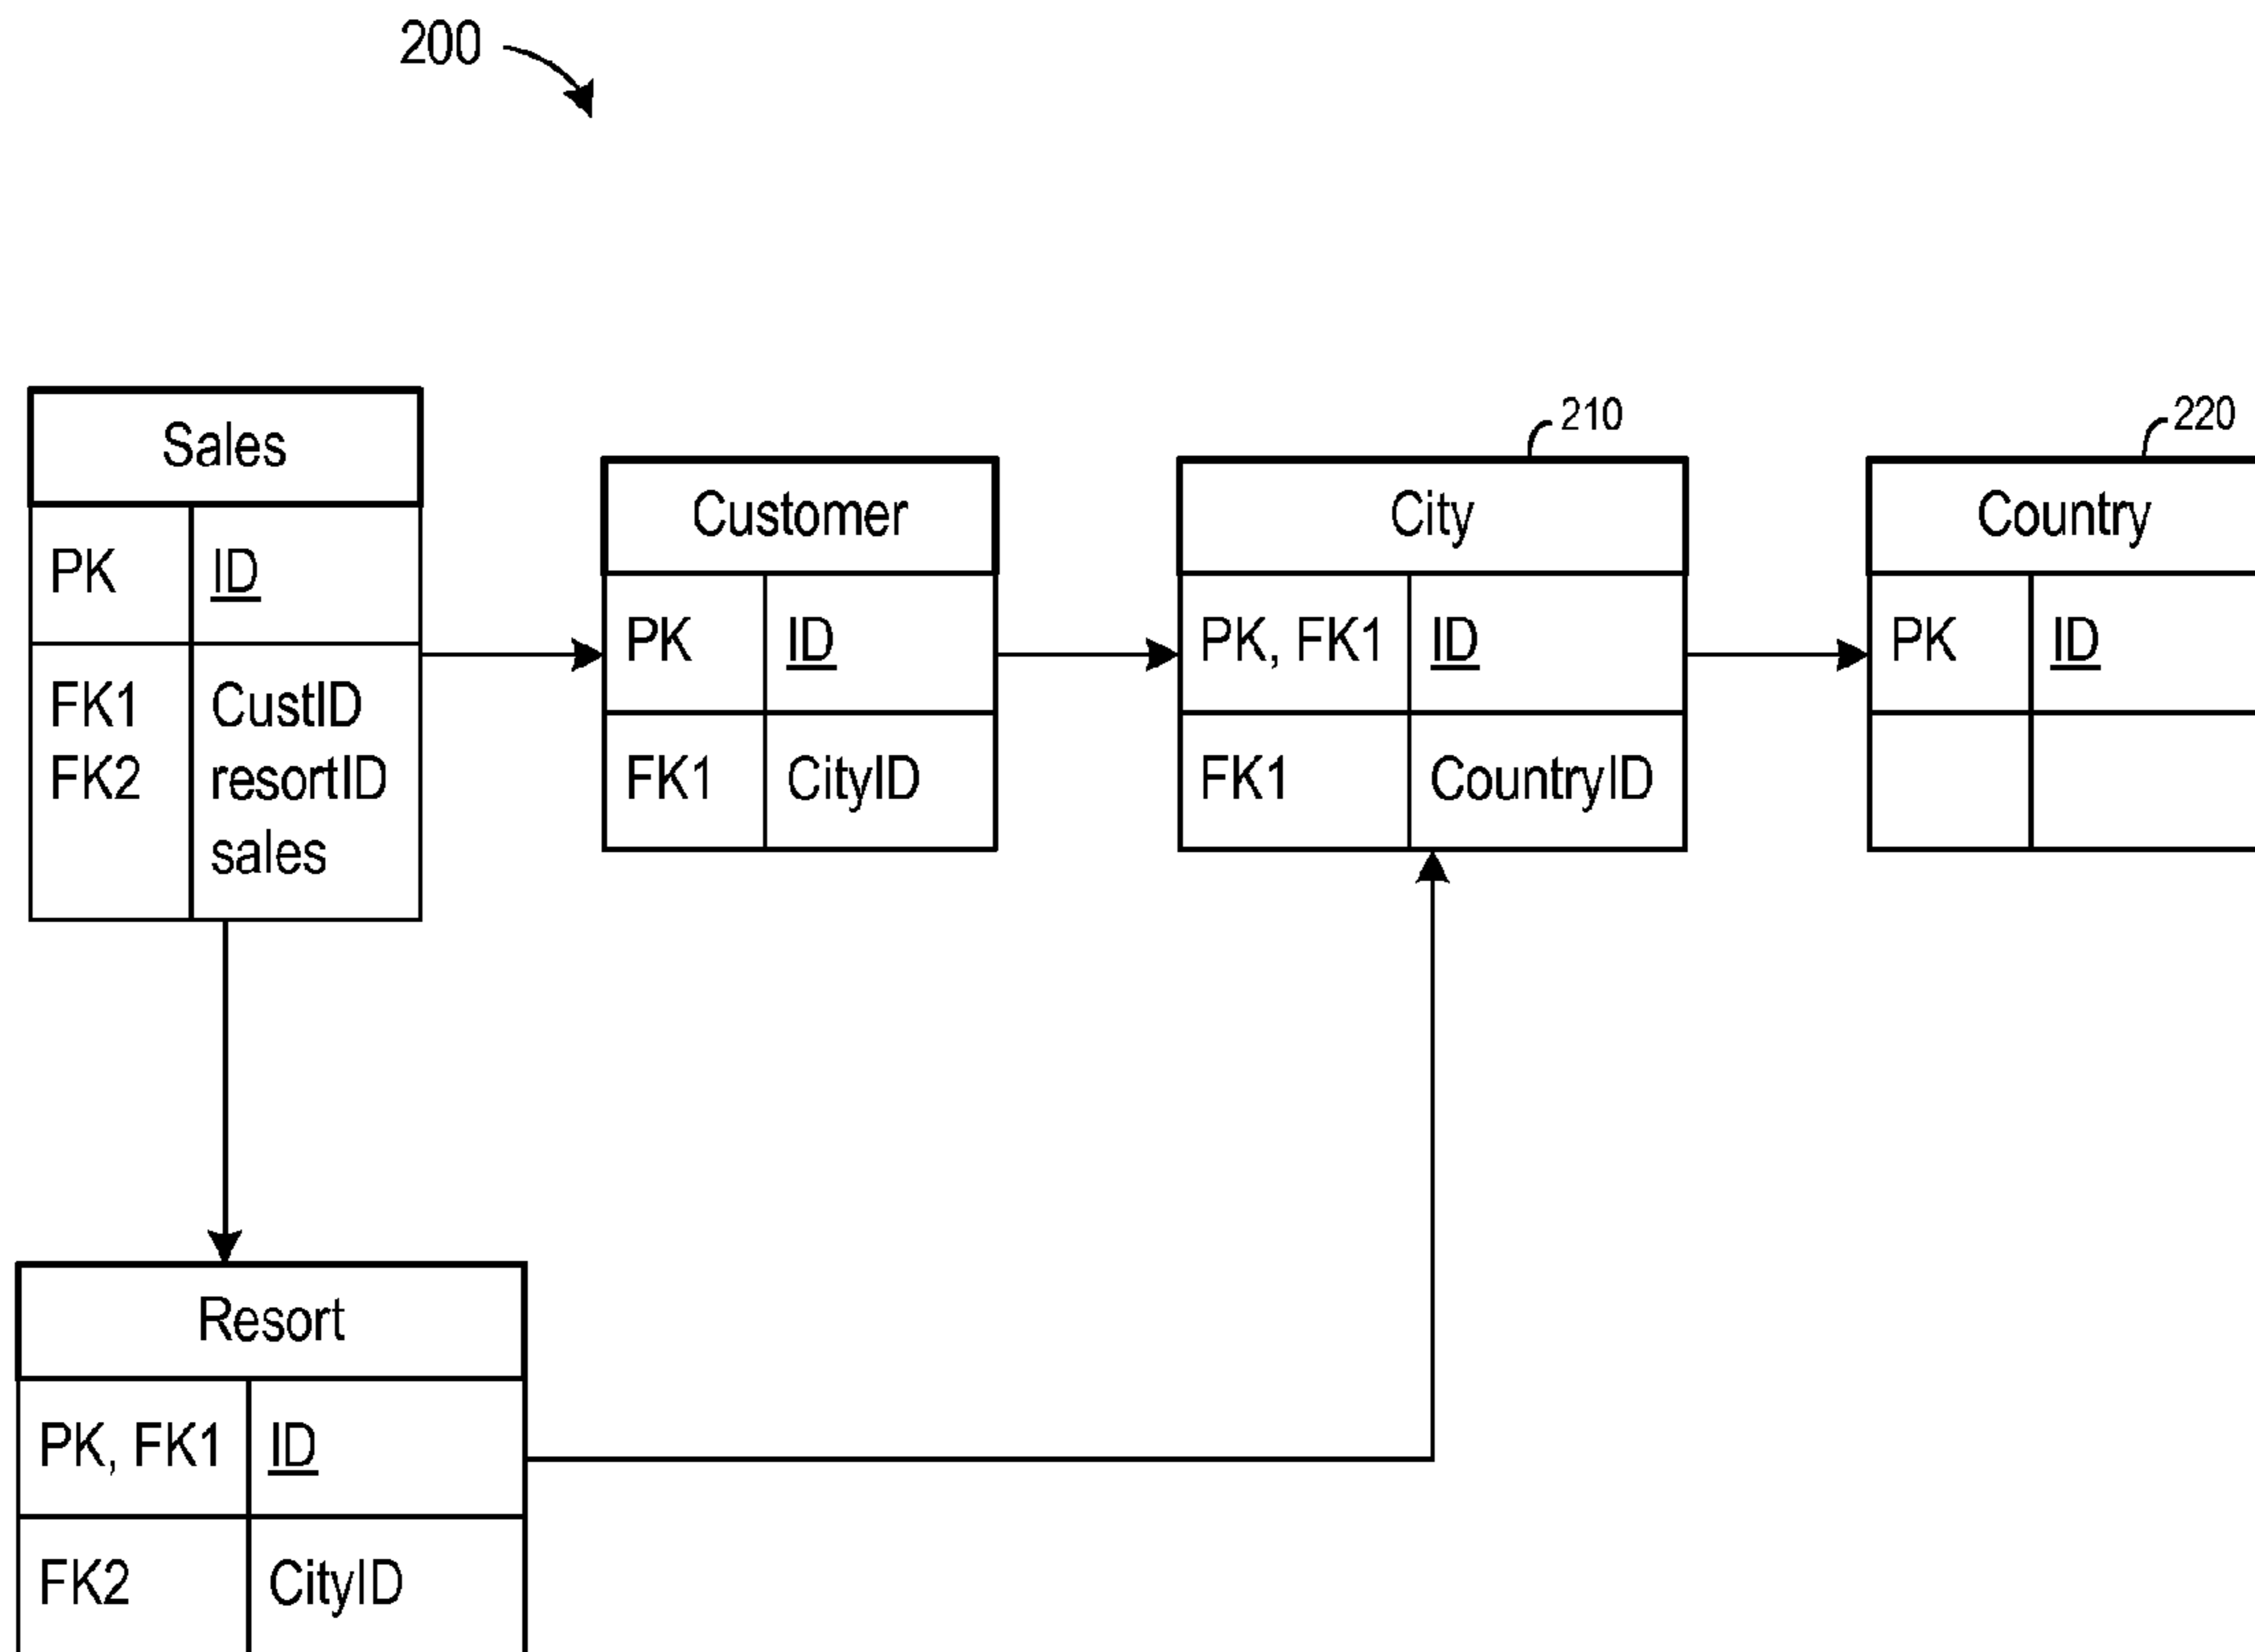 200
Sales
PK ID
FK1 CustID
FK2 resortID
sales
Customer
PK ID
FK1 CityID
210
City
PK, FK1 ID
FK1 CountryID
220
Country
PK ID
Resort
PK, FK1 ID
FK2 CityID